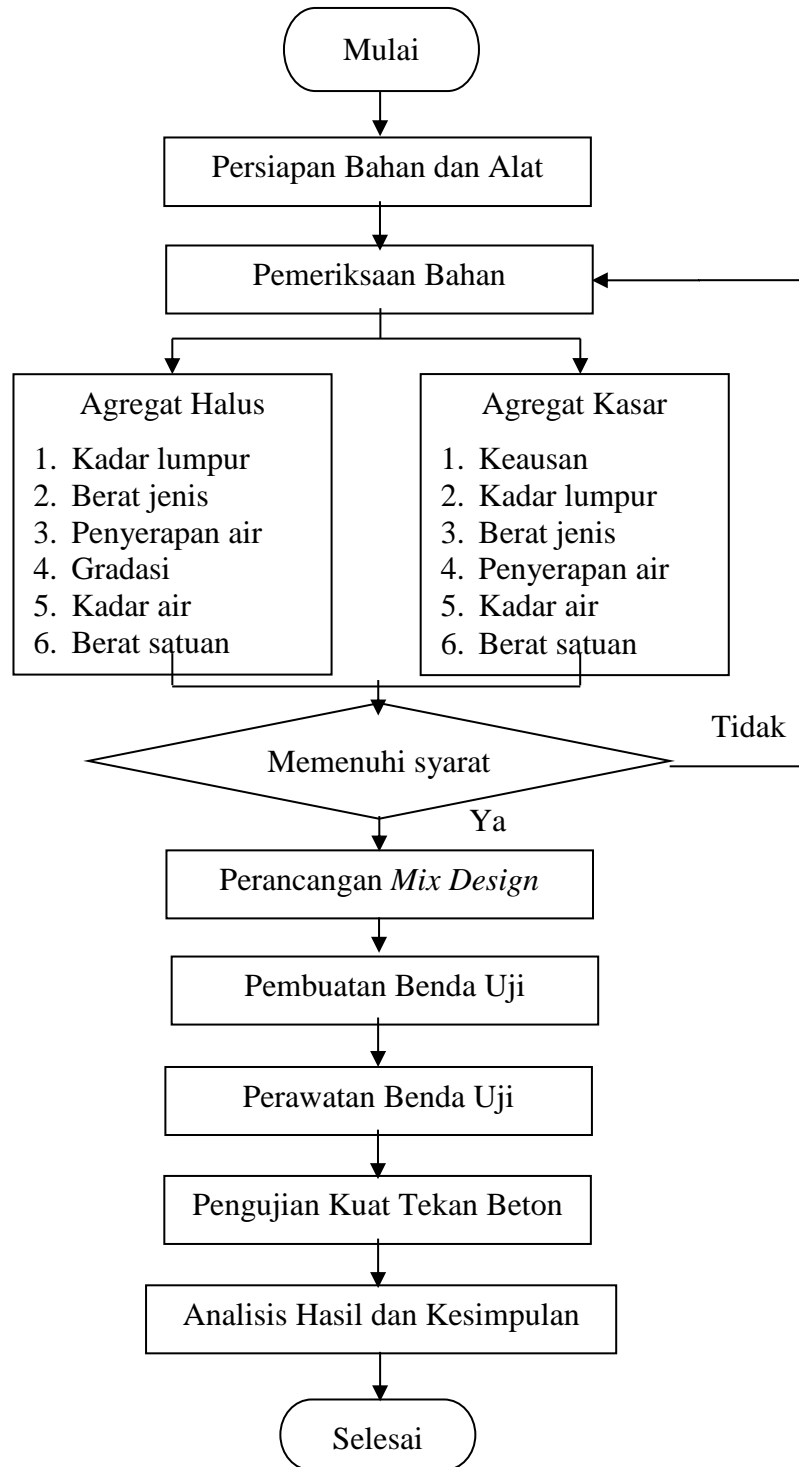 Mulai
Persiapan Bahan dan Alat
Pemeriksaan Bahan
Agregat Halus
1. Kadar lumpur
2. Berat jenis
3. Penyerapan air
4. Gradasi
5. Kadar air
6. Berat satuan
Agregat Kasar
1. Keausan
2. Kadar lumpur
3. Berat jenis
4. Penyerapan air
5. Kadar air
6. Berat satuan
Tidak
Memenuhi syarat
Ya
Perancangan Mix Design
Pembuatan Benda Uji
Perawatan Benda Uji
Pengujian Kuat Tekan Beton
Analisis Hasil dan Kesimpulan
Selesai